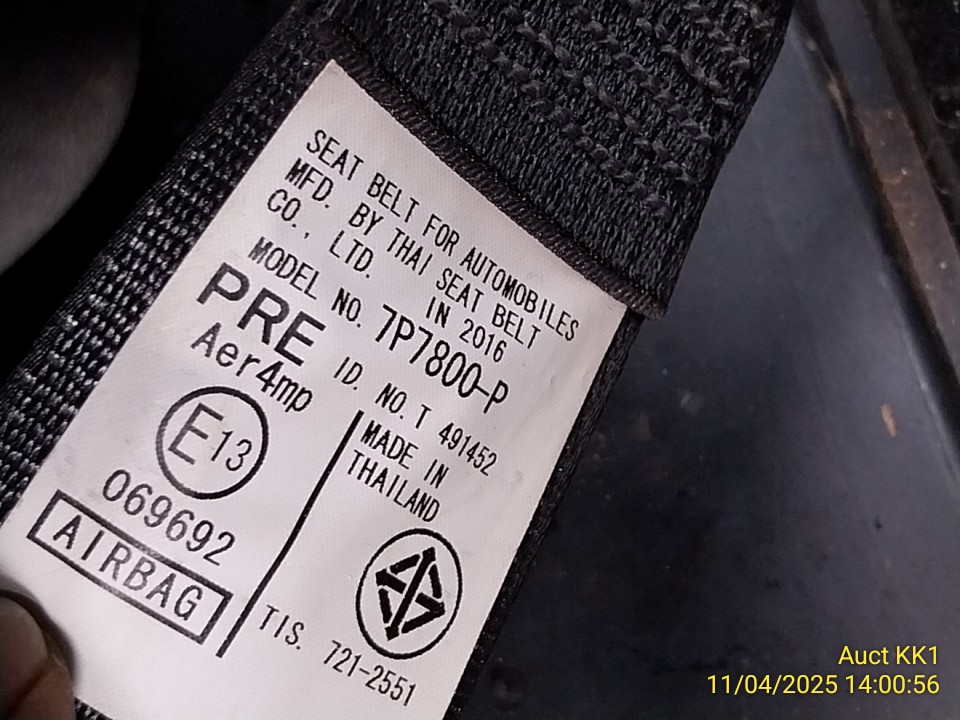 SEAT BELT FOR AUTOMOBILES
MFD. BY THAI SEAT BELT
CO., LTD. IN 2016
MODEL NO. 7P7800-P
PRE ID. NO. T 491452
Aer4mp
E13
069692
AIRBAG
MADE IN
THAILAND
TIS. 721-2551
Auct KK1
11/04/2025 14:00:56